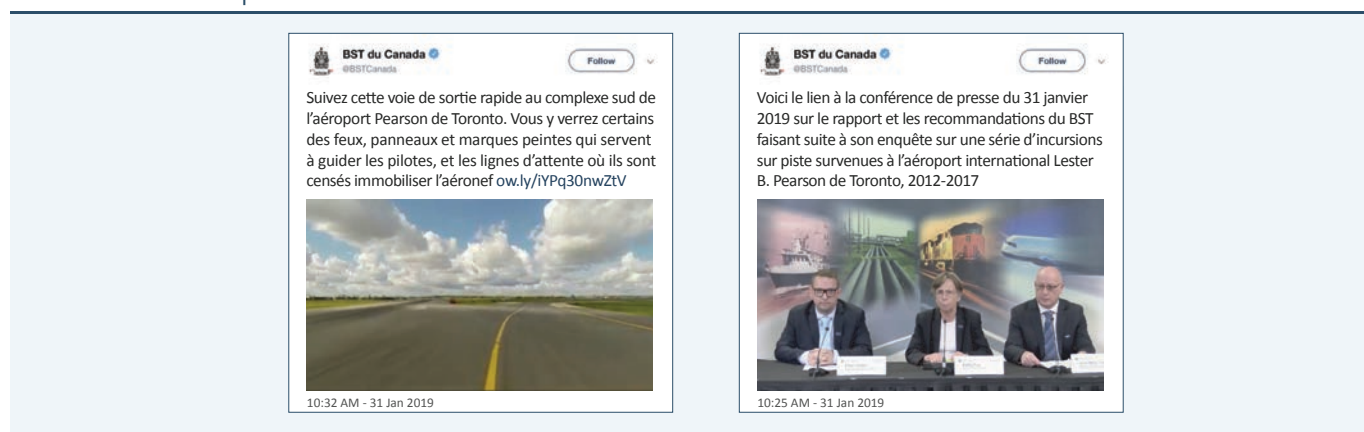 BST du Canada
@BSTCanada
Follow
Suivez cette voie de sortie rapide au complexe sud de
l’aéroport Pearson de Toronto. Vous y verrez certains
des feux, panneaux et marques peintes qui servent
à guider les pilotes, et les lignes d’attente où ils sont
censés immobiliser l’aéronef ow.ly/iYPq30nwZtV
10:32 AM - 31 Jan 2019
BST du Canada
@BSTCanada
Follow
Voici le lien à la conférence de presse du 31 janvier
2019 sur le rapport et les recommandations du BST
faisant suite à son enquête sur une série d’incursions
sur piste survenues à l’aéroport international Lester
B. Pearson de Toronto, 2012-2017
10:25 AM - 31 Jan 2019